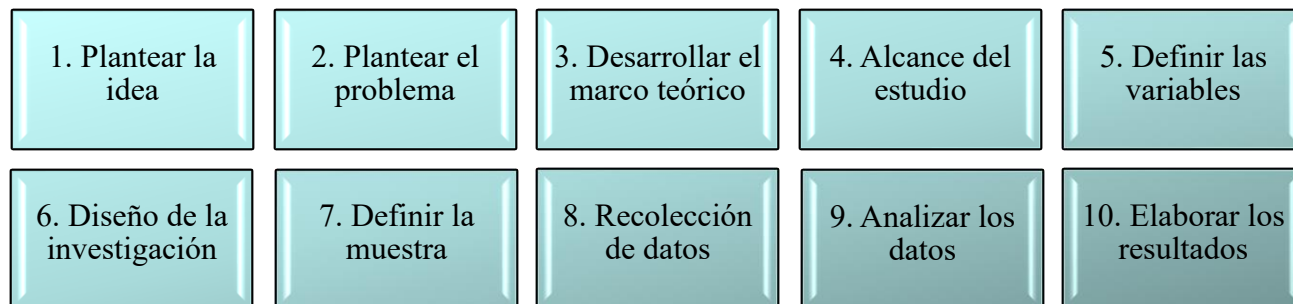 1. Plantear la
idea
2. Plantear el
problema
3. Desarrollar el
marco teórico
4. Alcance del
estudio
5. Definir las
variables
6. Diseño de la
investigación
7. Definir la
muestra
8. Recolección
de datos
9. Analizar los
datos
10. Elaborar los
resultados